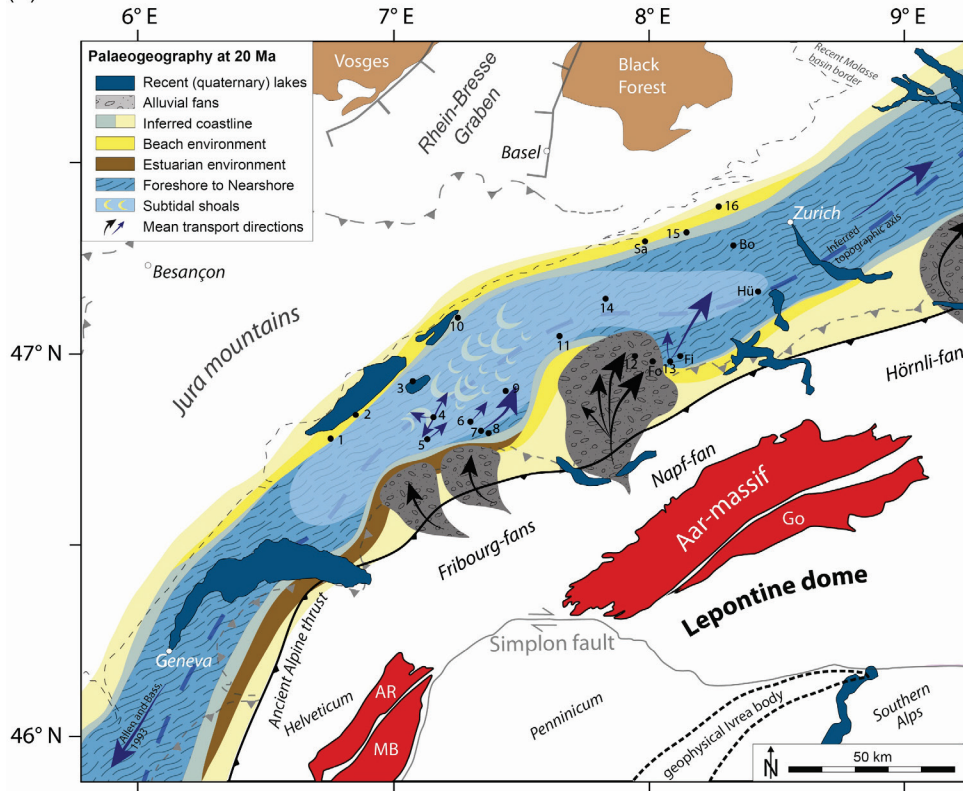 6° E
7° E
8° E
9° E
Palaeogeography at 20 Ma
Recent (quaternary) lakes
Alluvial fans
Inferred coastline
Beach environment
Estuarian environment
Foreshore to Nearshore
Subtidal shoals
Mean transport directions
Vosges
Rhein-Bresse
Graben
Black
Forest
Recent Molasse
basin border
Basel
Besançon
Zurich
Jura mountains
47° N
46° N
16
15
Sa
Bo
Inferred
topographic axis
Hü
14
10
11
12
Fo
13
Fi
3
9
2
4
6
1
5
7
8
Hörnli-fan
Napf-fan
Fribourg-fans
Aar-massif
Go
Lepontine dome
Simplon fault
Geneva
Allen and Bass,
1993
Ancient Alpine thrust
Helveticum
AR
MB
Penninicum
geophysical Ivrea body
Southern
Alps
N
50 km